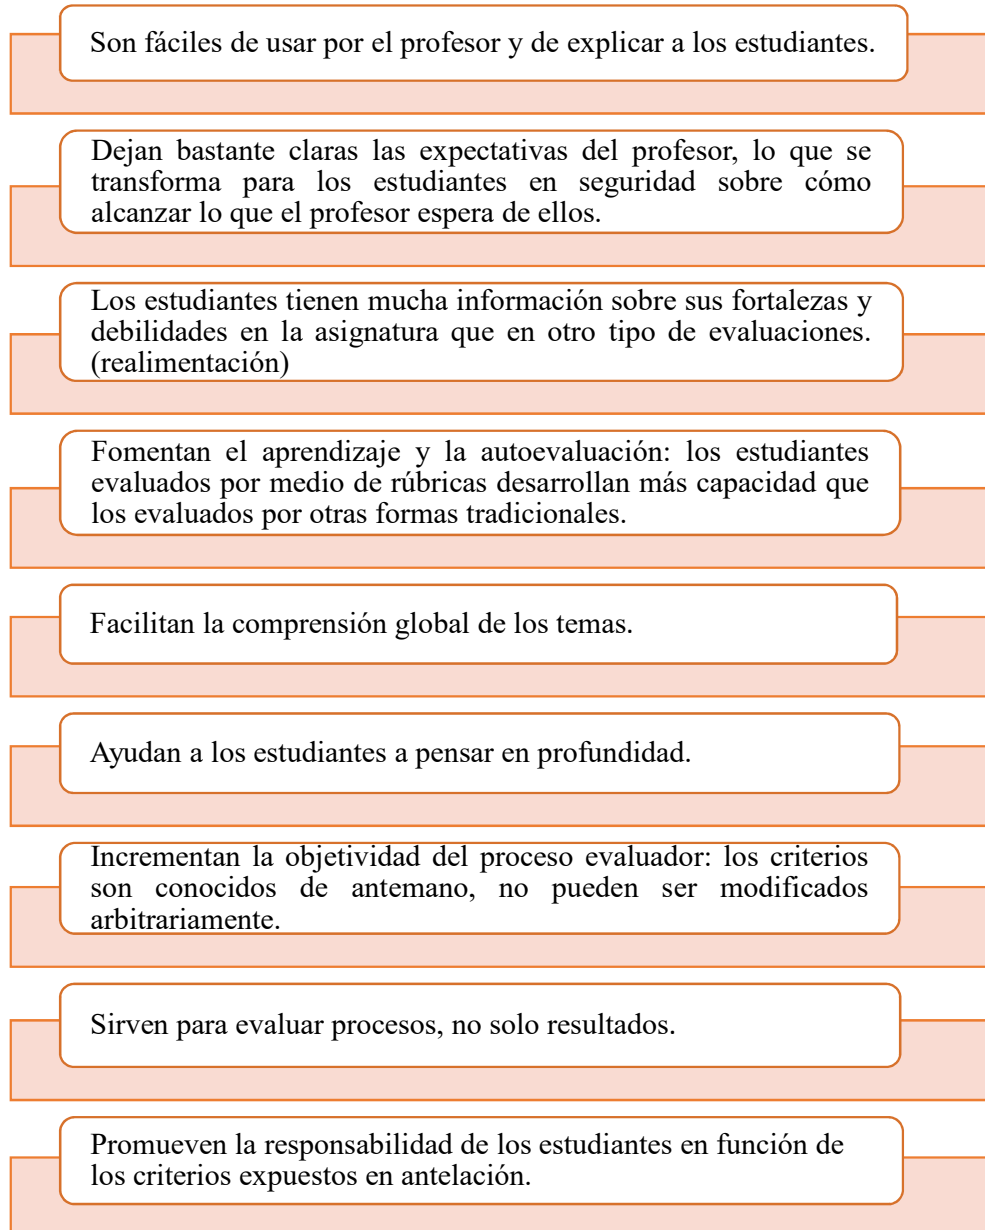 Son fáciles de usar por el profesor y de explicar a los estudiantes.
Dejan bastante claras las expectativas del profesor, lo que se
transforma para los estudiantes en seguridad sobre cómo
alcanzar lo que el profesor espera de ellos.
Los estudiantes tienen mucha información sobre sus fortalezas y
debilidades en la asignatura que en otro tipo de evaluaciones.
(realimentación)
Fomentan el aprendizaje y la autoevaluación: los estudiantes
evaluados por medio de rúbricas desarrollan más capacidad que
los evaluados por otras formas tradicionales.
Facilitan la comprensión global de los temas.
Ayudan a los estudiantes a pensar en profundidad.
Incrementan la objetividad del proceso evaluador: los criterios
son conocidos de antemano, no pueden ser modificados
arbitrariamente.
Sirven para evaluar procesos, no solo resultados.
Promueven la responsabilidad de los estudiantes en función de
los criterios expuestos en antelación.